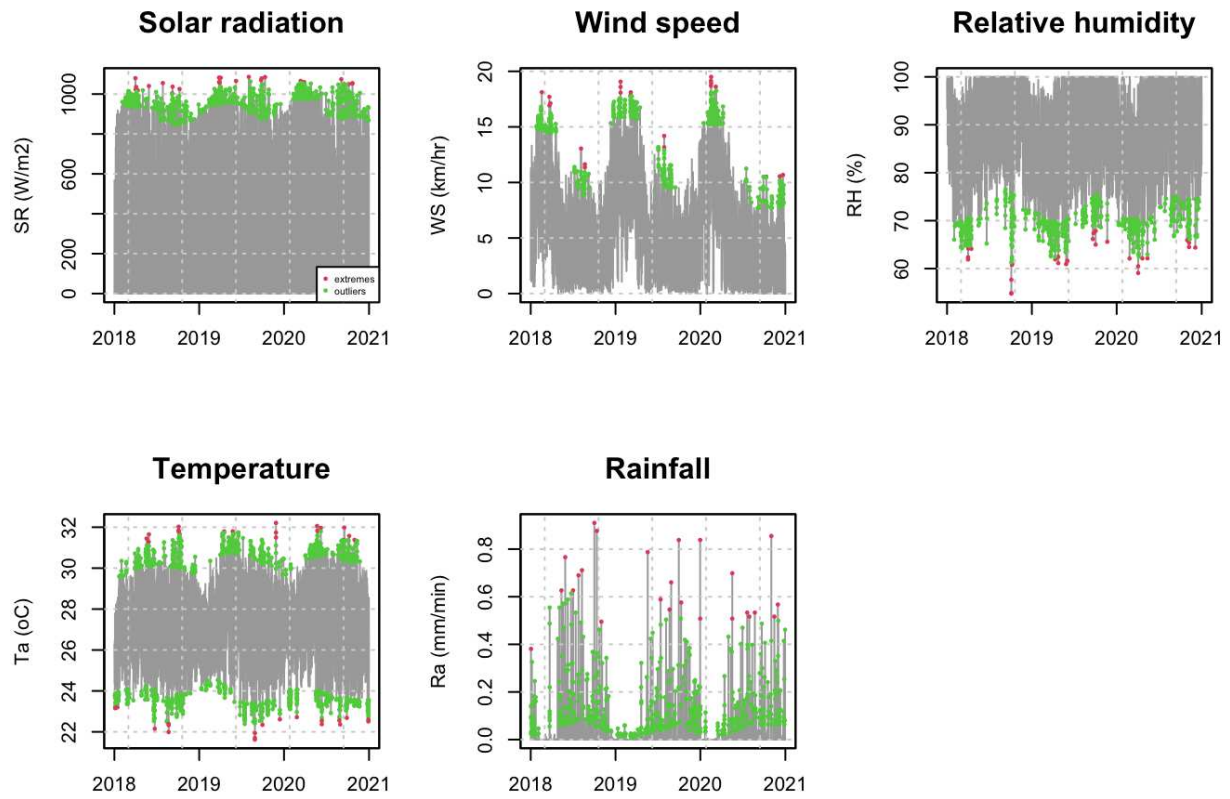 Solar radiation
SR (W/m2)
0 200 600 1000
extremes
outliers
2018 2019 2020 2021
Wind speed
WS (km/hr)
0 5 10 15 20
2018 2019 2020 2021
Relative humidity
RH (%)
60 70 80 90 100
2018 2019 2020 2021
Temperature
Ta (oC)
22 24 26 28 30 32
2018 2019 2020 2021
Rainfall
Ra (mm/min)
0.0 0.2 0.4 0.6 0.8
2018 2019 2020 2021